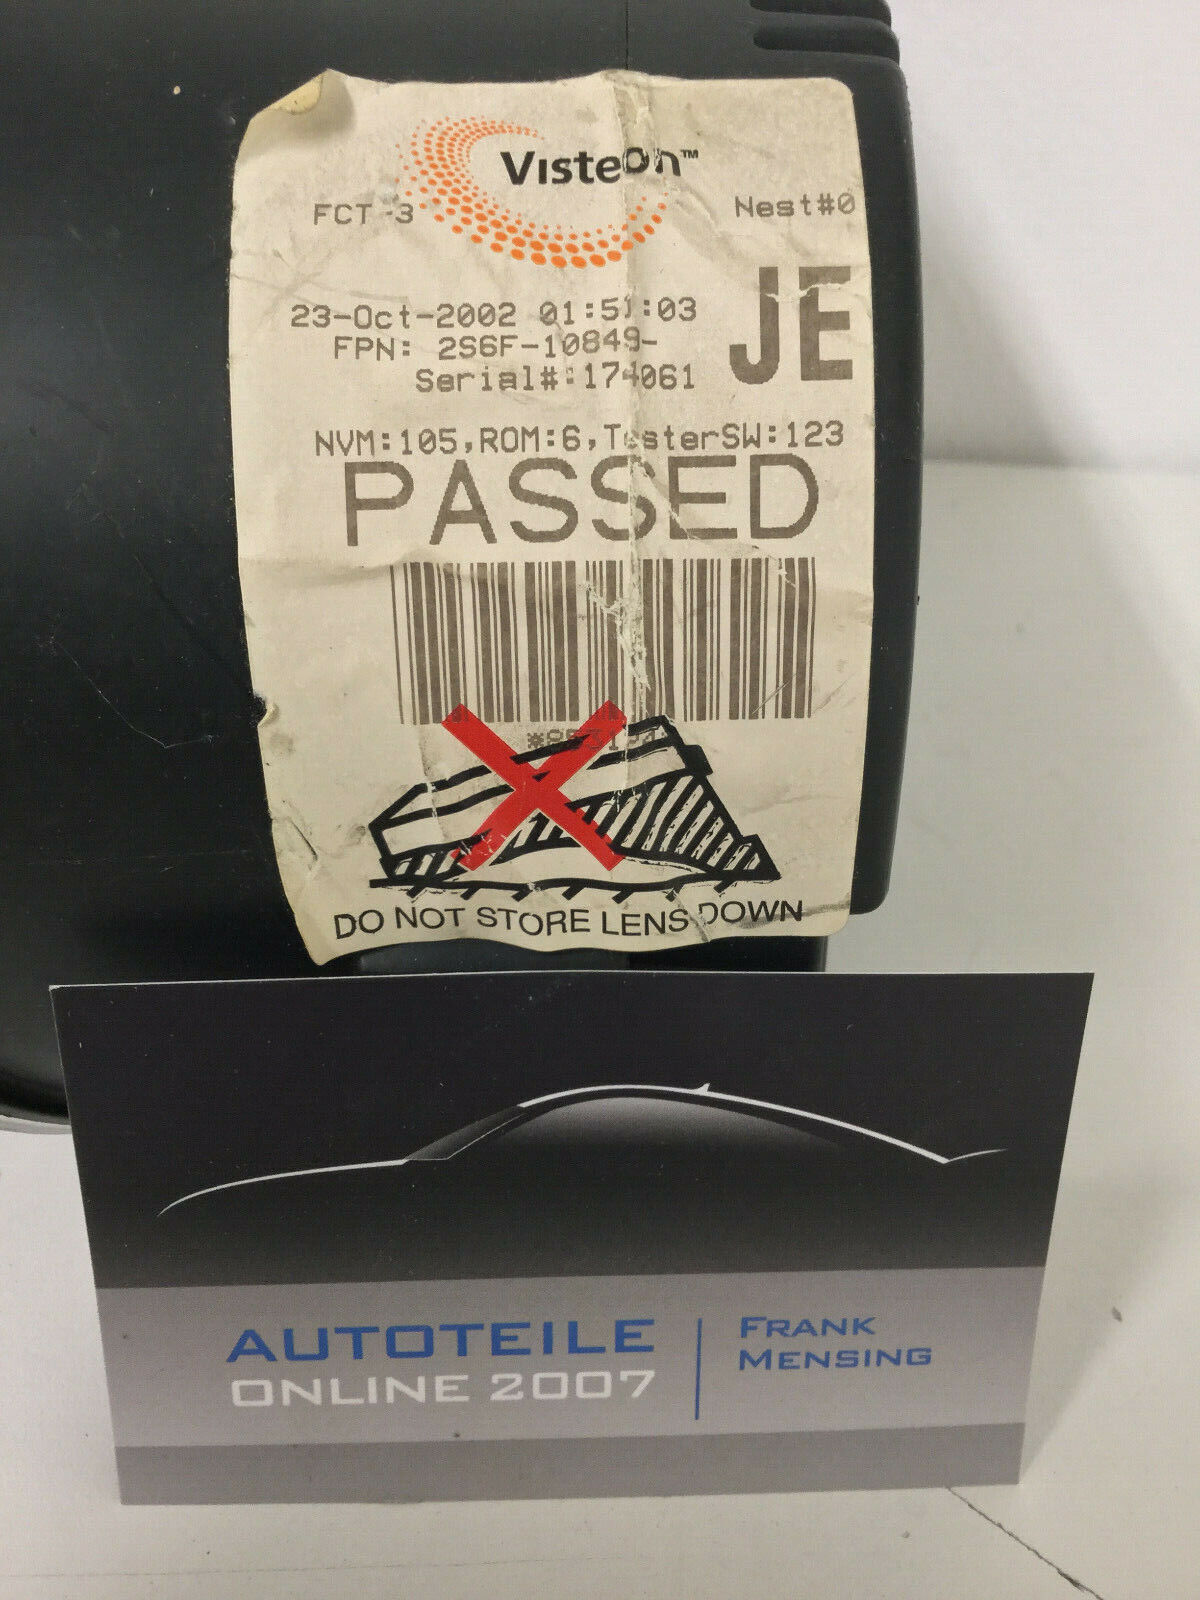 Visteon™
FCT-3
Nest#0
JE
23-Oct-2002 01:51:03
FPN: 2S6F-10849-
Serial#:174061
NVM:105,ROM:6,TesterSW:123
PASSED
DO NOT STORE LENS DOWN
AUTOTEILE
ONLINE 2007
FRANK
MENSING